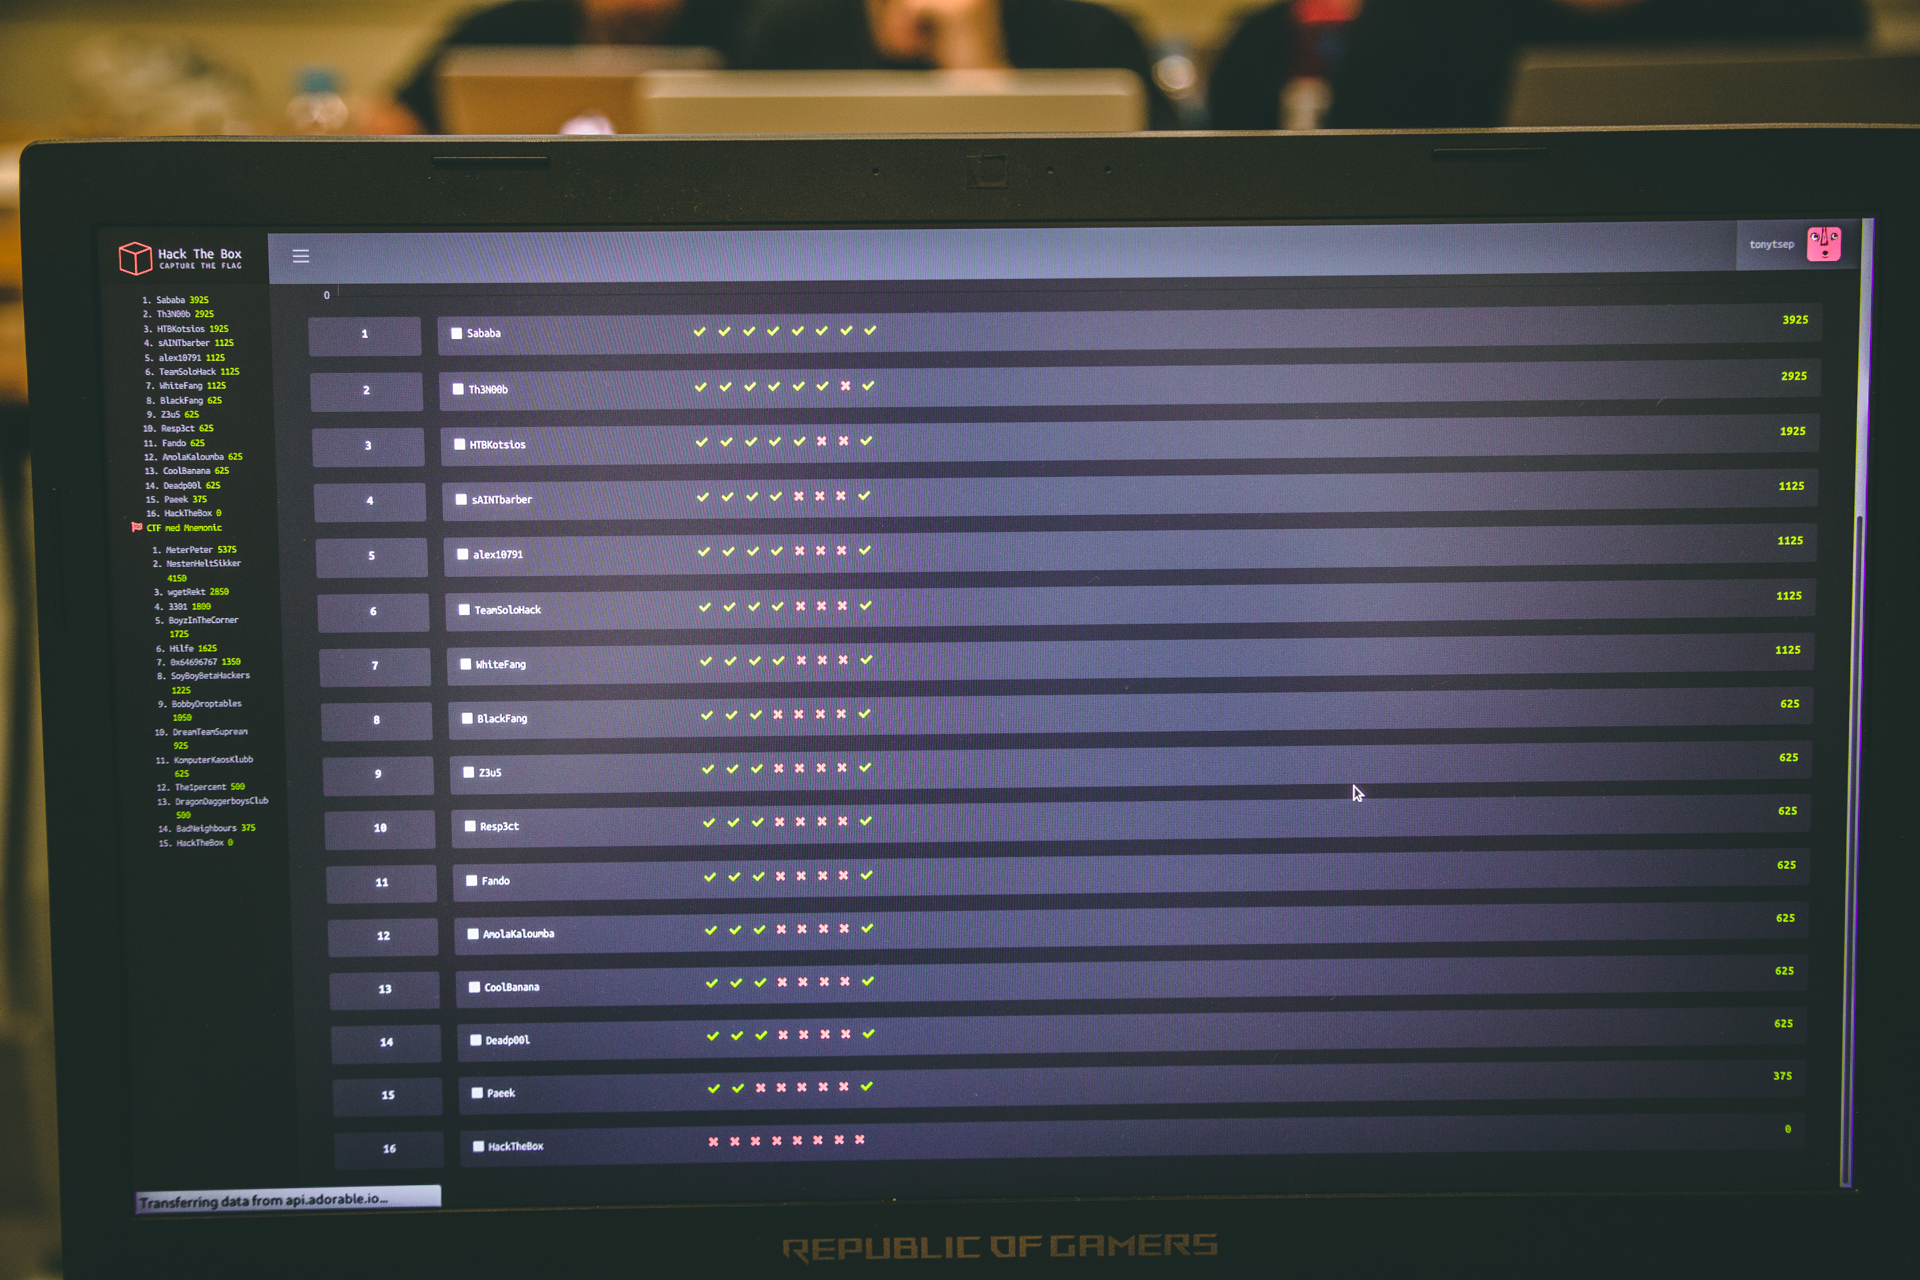 Hack The Box
CAPTURE THE FLAG
tonytsep
1. Sababa 3925
2. Th3N00b 2925
3. HTBKotsios 1925
4. sAINTbarber 1125
5. alex10791 1125
6. TeamSoloHack 1125
7. WhiteFang 1125
8. BlackFang 625
9. Z3uS 625
10. Resp3ct 625
11. Fando 625
12. AmolaKaloumba 625
13. CoolBanana 625
14. Deadp00l 625
15. Paeek 375
16. HackTheBox 0
CTF med Mnemonic
1. MeterPeter 5375
2. NestenHeltSikker
4150
3. wgetRekt 2850
4. 3301 1800
5. BoyzInTheCorner
1725
6. Hilfe 1625
7. 0x64696767 1350
8. SoyBoyBetaHackers
1225
9. BobbyDroptables
1050
10. DreamTeamSupream
925
11. KomputerKaosKlubb
625
12. The1percent 500
13. DragonDaggerboysClub
500
14. BadNeighbours 375
15. HackTheBox 0
0
1 Sababa 3925
2 Th3N00b 2925
3 HTBKotsios 1925
4 sAINTbarber 1125
5 alex10791 1125
6 TeamSoloHack 1125
7 WhiteFang 1125
8 BlackFang 625
9 Z3uS 625
10 Resp3ct 625
11 Fando 625
12 AmolaKaloumba 625
13 CoolBanana 625
14 Deadp00l 625
15 Paeek 375
16 HackTheBox 0
Transferring data from api.adorable.io...
REPUBLIC OF GAMERS